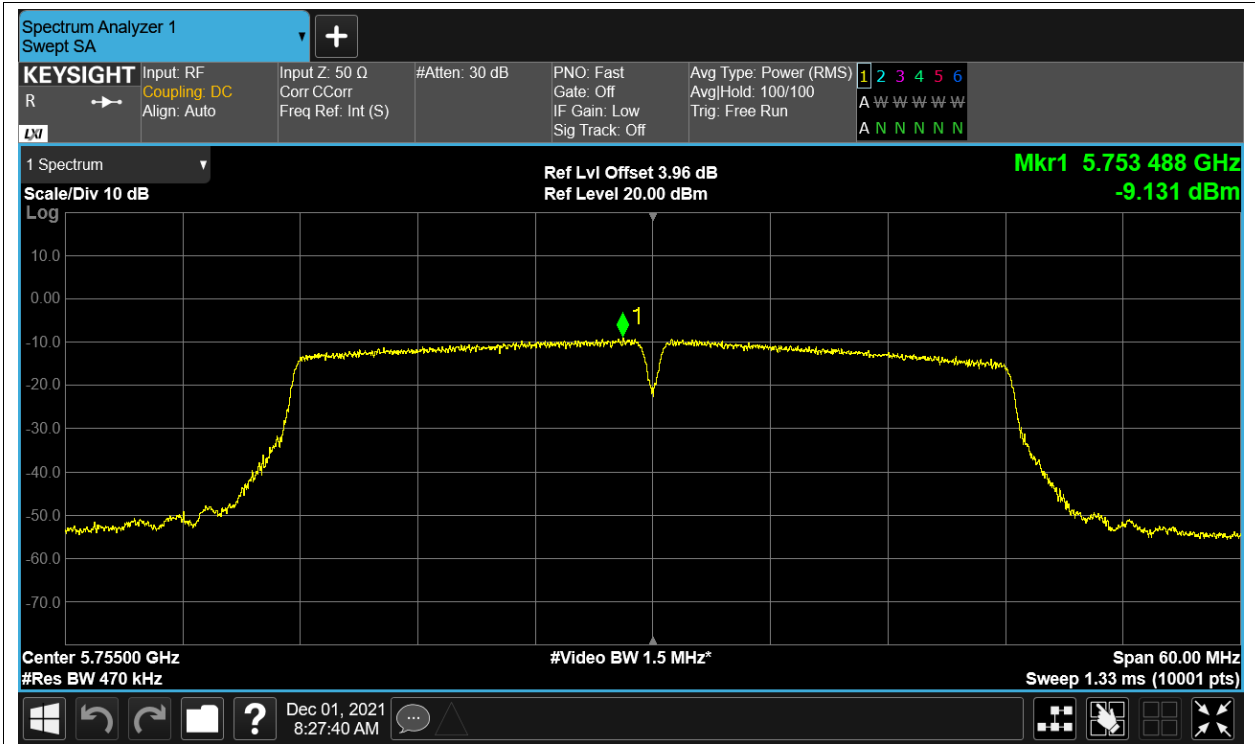 Spectrum Analyzer 1
Swept SA
KEYSIGHT
R
LXI
Input: RF
Coupling: DC
Align: Auto
Input Z: 50 Ω
Corr CCorr
Freq Ref: Int (S)
#Atten: 30 dB
PNO: Fast
Gate: Off
IF Gain: Low
Sig Track: Off
Avg Type: Power (RMS)
Avg|Hold: 100/100
Trig: Free Run
1 2 3 4 5 6
A W W W W W
A N N N N N
1 Spectrum
Scale/Div 10 dB
Log
Ref Lvl Offset 3.96 dB
Ref Level 20.00 dBm
Mkr1 5.753 488 GHz
-9.131 dBm
1
10.0
0.00
-10.0
-20.0
-30.0
-40.0
-50.0
-60.0
-70.0
Center 5.75500 GHz
#Res BW 470 kHz
#Video BW 1.5 MHz*
Span 60.00 MHz
Sweep 1.33 ms (10001 pts)
?
Dec 01, 2021
8:27:40 AM